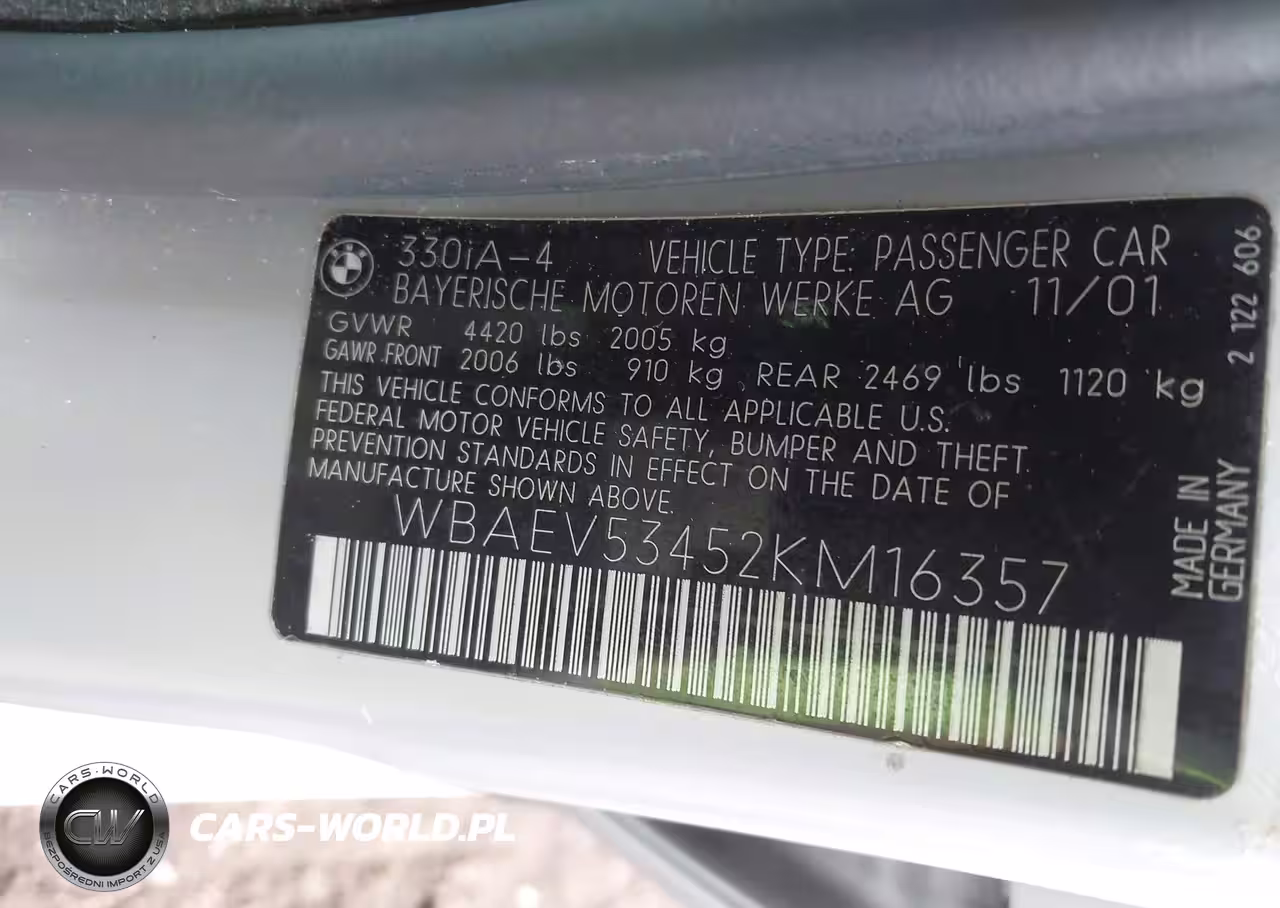 330iA-4 VEHICLE TYPE: PASSENGER CAR
BAYERISCHE MOTOREN WERKE AG 11/01
GVWR 4420 lbs 2005 kg
GAWR FRONT 2006 lbs 910 kg, REAR 2469 lbs 1120 kg
THIS VEHICLE CONFORMS TO ALL APPLICABLE U.S.
FEDERAL MOTOR VEHICLE SAFETY, BUMPER AND THEFT
PREVENTION STANDARDS IN EFFECT ON THE DATE OF
MANUFACTURE SHOWN ABOVE.
WBAEV53452KM16357
2 122 606
MADE IN
GERMANY
CARS-WORLD
CW
BEZPOŚREDNI IMPORT Z USA
CARS-WORLD.PL